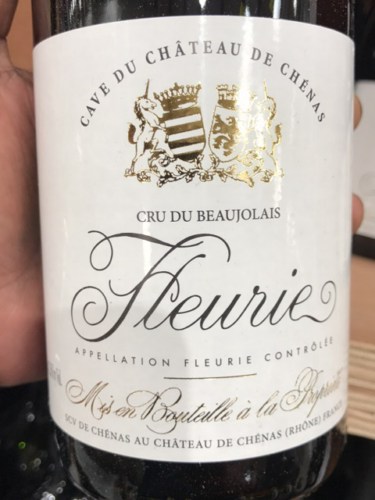 CAVE DU CHÂTEAU DE CHÉNAS
CRU DU BEAUJOLAIS
Fleurie
APPELLATION FLEURIE CONTRÔLÉE
Mis en Bouteille à la
SCV DE CHÉNAS AU CHÂTEAU DE CHÉNAS (RHÔNE) FRANCE